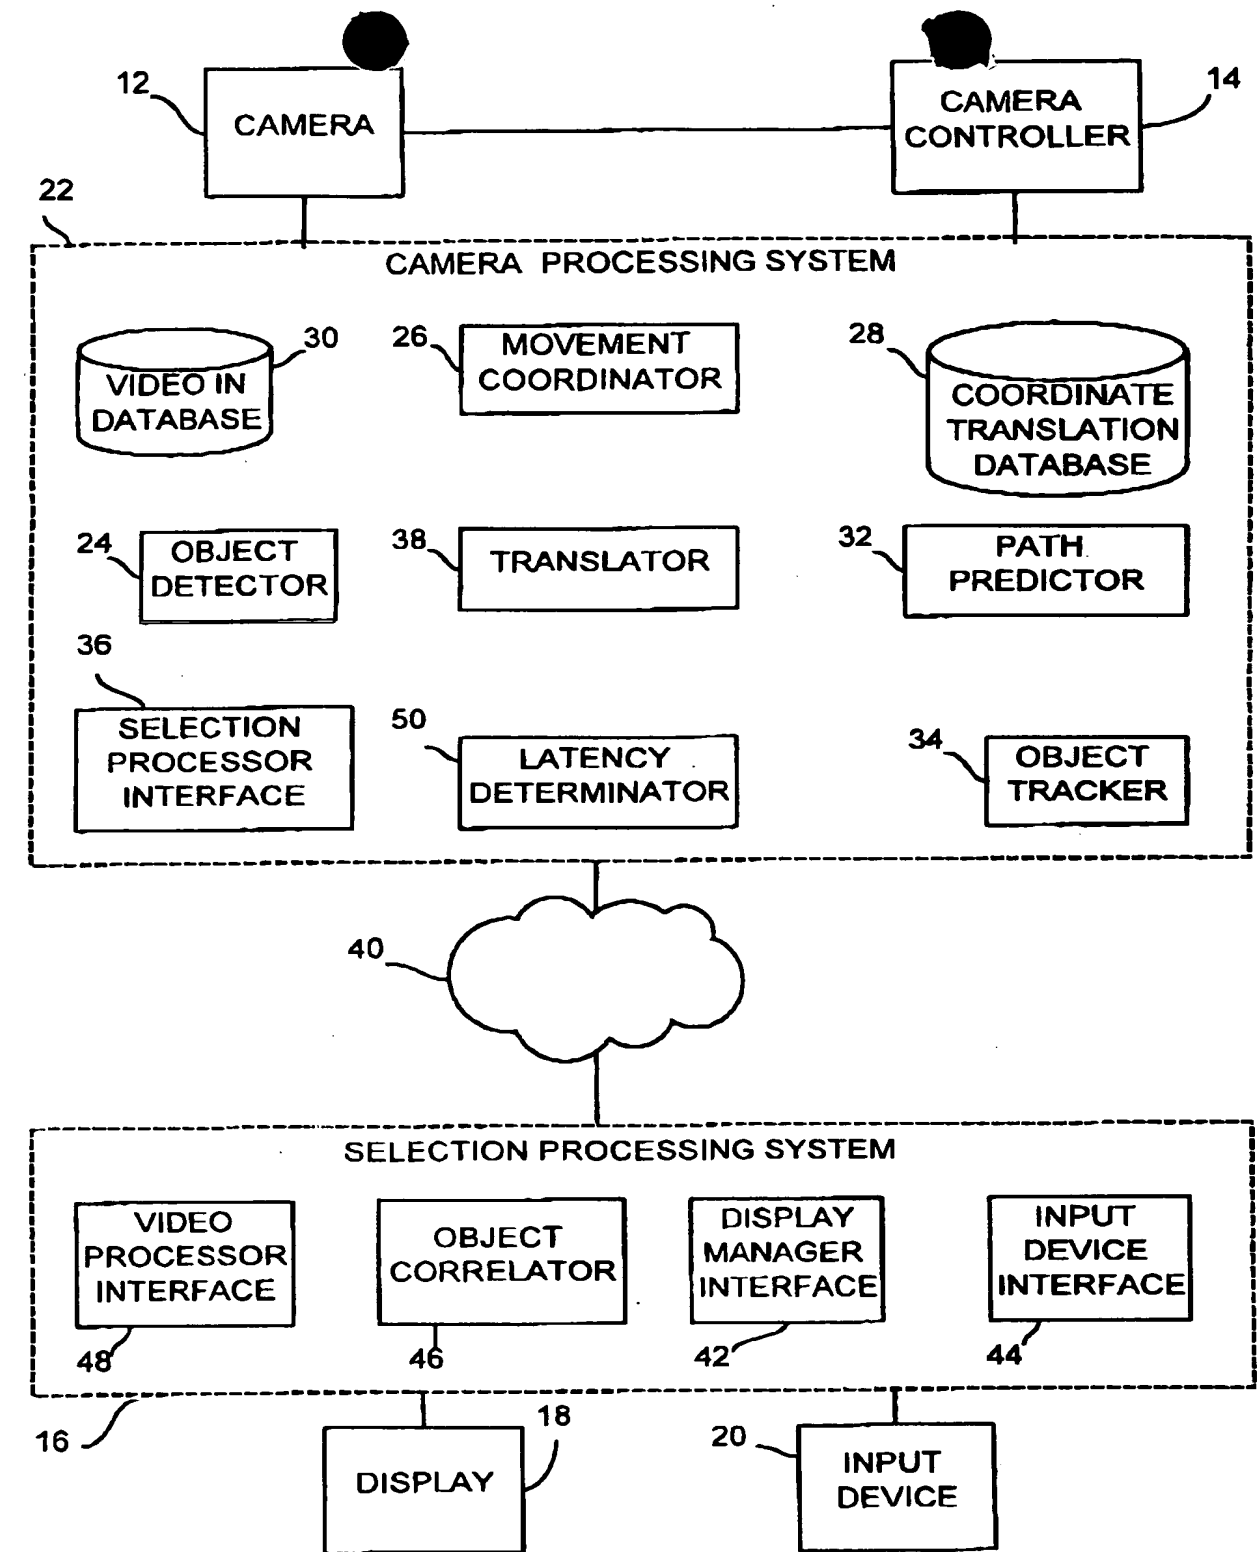 12
CAMERA
CAMERA
CONTROLLER
14
22
CAMERA PROCESSING SYSTEM
VIDEO IN
DATABASE
30
26
MOVEMENT
COORDINATOR
28
COORDINATE
TRANSLATION
DATABASE
24
OBJECT
DETECTOR
38
TRANSLATOR
32
PATH
PREDICTOR
36
SELECTION
PROCESSOR
INTERFACE
50
LATENCY
DETERMINATOR
34
OBJECT
TRACKER
40
SELECTION PROCESSING SYSTEM
VIDEO
PROCESSOR
INTERFACE
48
OBJECT
CORRELATOR
46
DISPLAY
MANAGER
INTERFACE
42
INPUT
DEVICE
INTERFACE
44
16
DISPLAY
18
20
INPUT
DEVICE